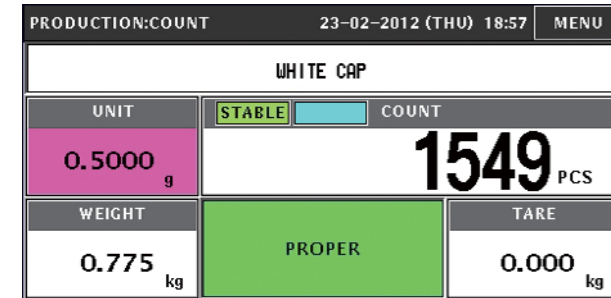 PRODUCTION:COUNT 23-02-2012 (THU) 18:57 MENU
WHITE CAP
UNIT STABLE COUNT
0.5000 g 1549 PCS
WEIGHT PROPER TARE
0.775 kg 0.000 kg